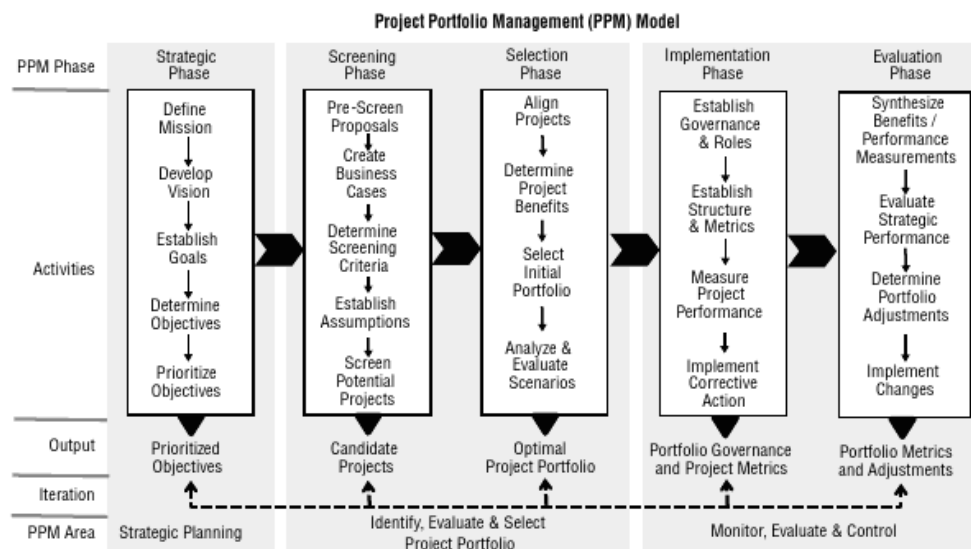 Project Portfolio Management (PPM) Model
PPM Phase
Strategic
Phase
Screening
Phase
Selection
Phase
Implementation
Phase
Evaluation
Phase
Activities
Define
Mission
Develop
Vision
Establish
Goals
Determine
Objectives
Prioritize
Objectives
Pre-Screen
Proposals
Create
Business
Cases
Determine
Screening
Criteria
Establish
Assumptions
Screen
Potential
Projects
Align
Projects
Determine
Project
Benefits
Select
Initial
Portfolio
Analyze &
Evaluate
Scenarios
Establish
Governance
& Roles
Establish
Structure
& Metrics
Measure
Project
Performance
Implement
Corrective
Action
Synthesize
Benefits /
Performance
Measurements
Evaluate
Strategic
Performance
Determine
Portfolio
Adjustments
Implement
Changes
Output
Prioritized
Objectives
Candidate
Projects
Optimal
Project Portfolio
Portfolio Governance
and Project Metrics
Portfolio Metrics
and Adjustments
Iteration
PPM Area
Strategic Planning
Identify, Evaluate & Select
Project Portfolio
Monitor, Evaluate & Control